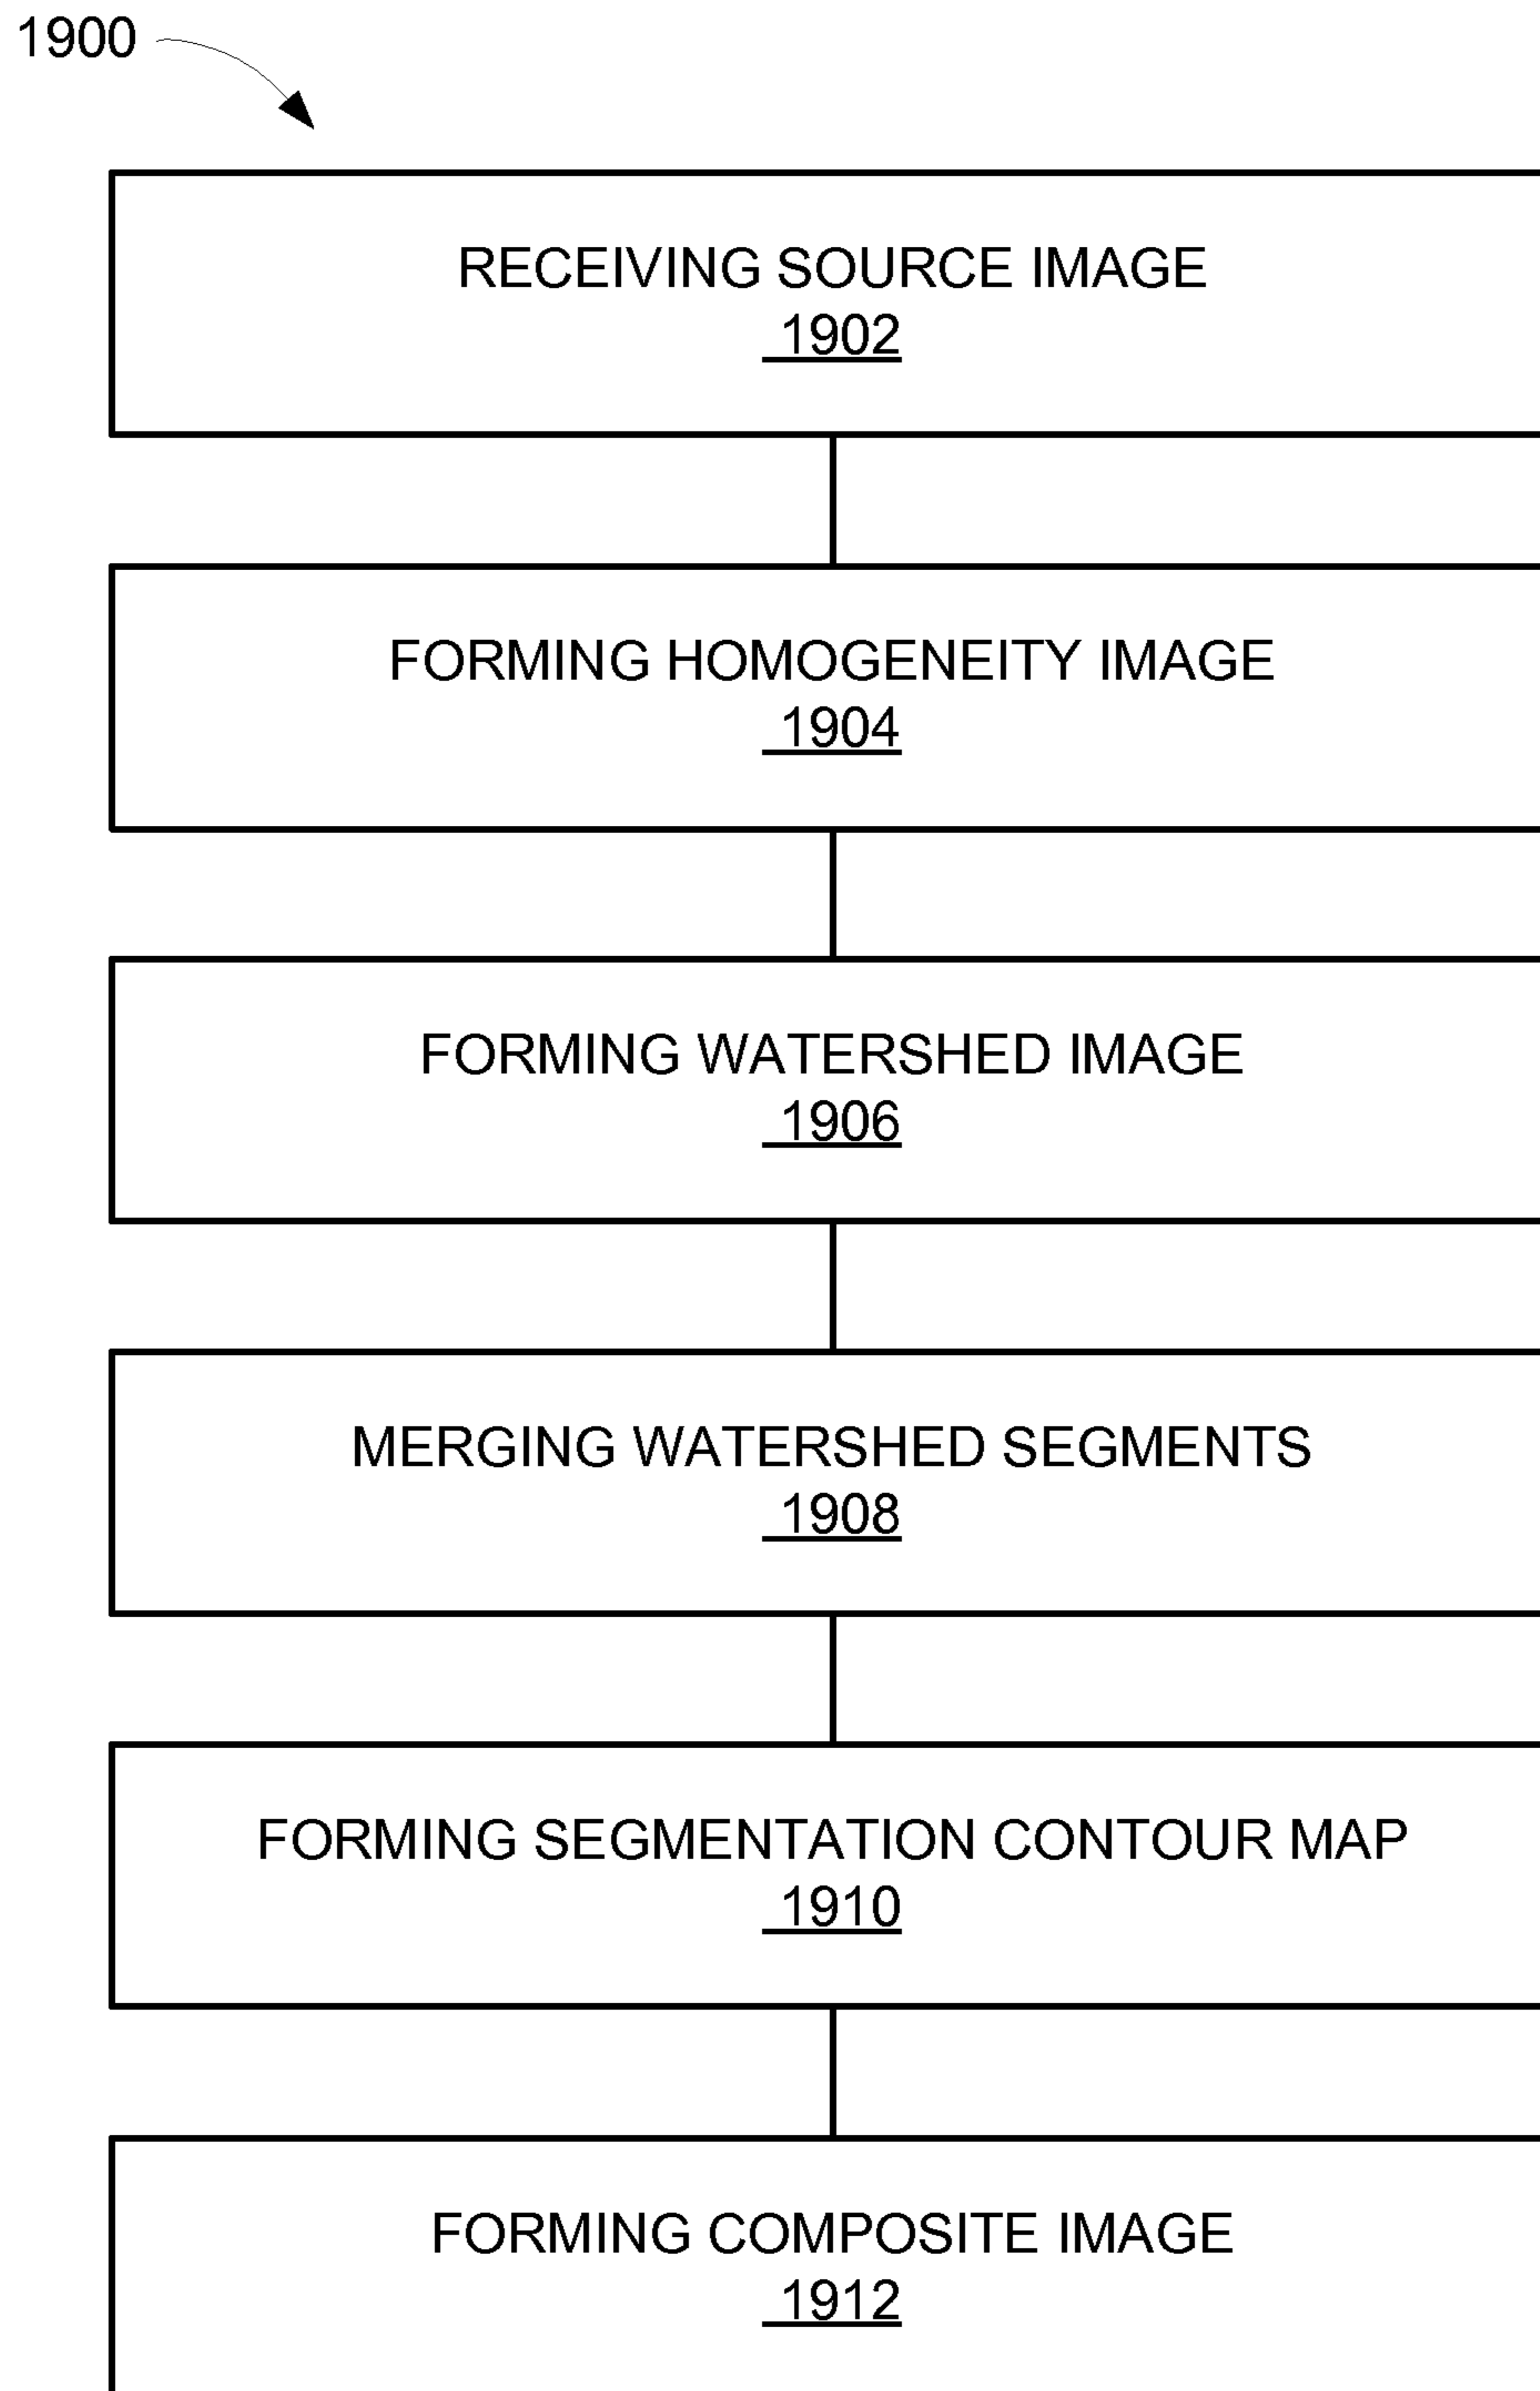 1900
RECEIVING SOURCE IMAGE
1902
FORMING HOMOGENEITY IMAGE
1904
FORMING WATERSHED IMAGE
1906
MERGING WATERSHED SEGMENTS
1908
FORMING SEGMENTATION CONTOUR MAP
1910
FORMING COMPOSITE IMAGE
1912